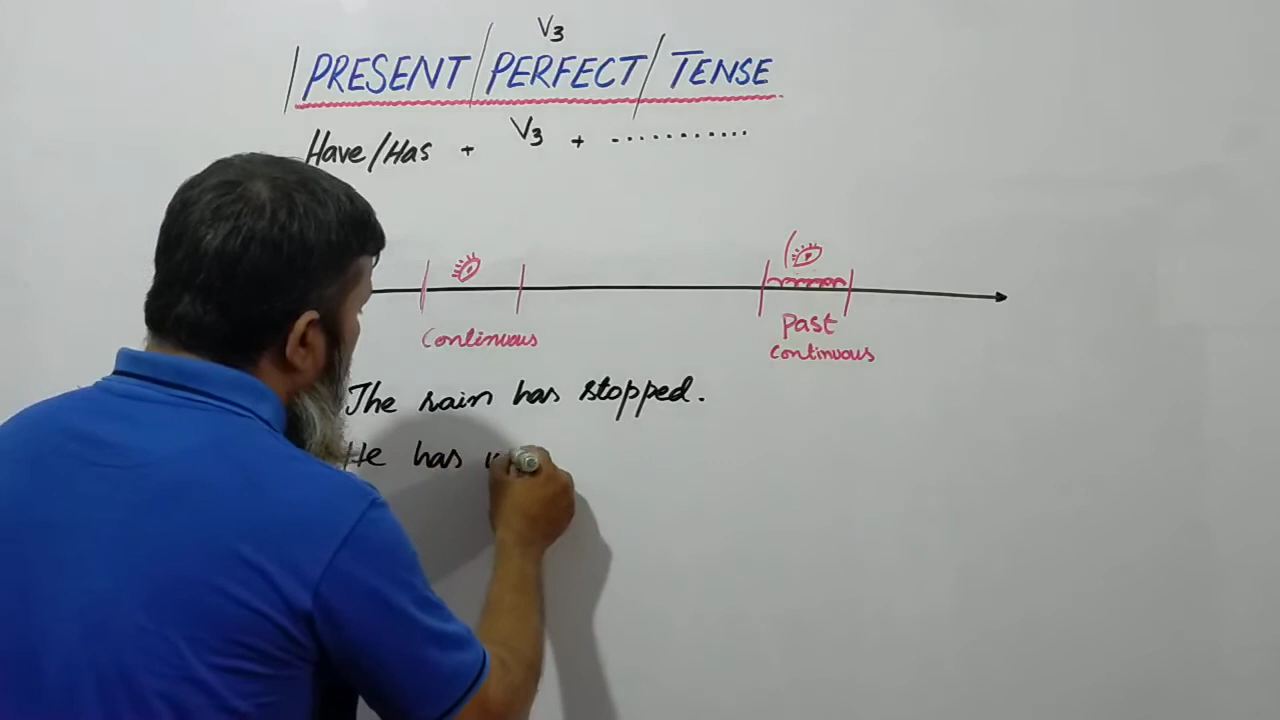 V3
PRESENT/PERFECT/TENSE
Have/Has + V3 + ...........
Continuous
Past
Continuous
The rain has stopped.
He has